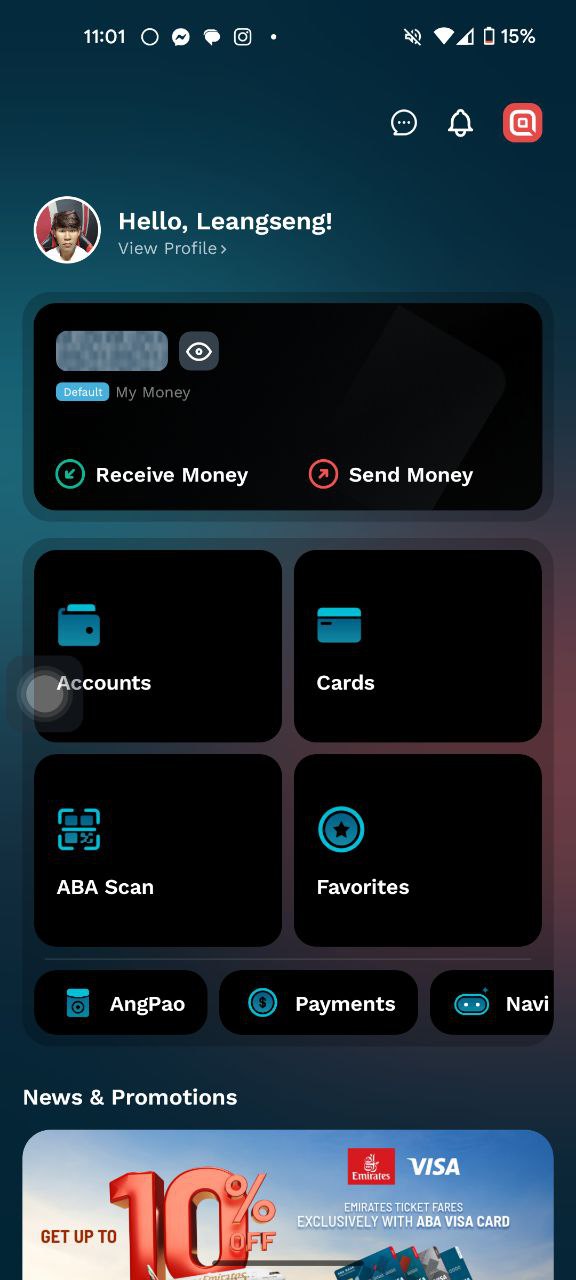 11:01
15%
Hello, Leangseng!
View Profile
Default My Money
Receive Money Send Money
Accounts Cards
ABA Scan Favorites
AngPao Payments Navi
News & Promotions
Emirates VISA
EMIRATES TICKET FARES
EXCLUSIVELY WITH ABA VISA CARD
GET UP TO 10% OFF
Emirates